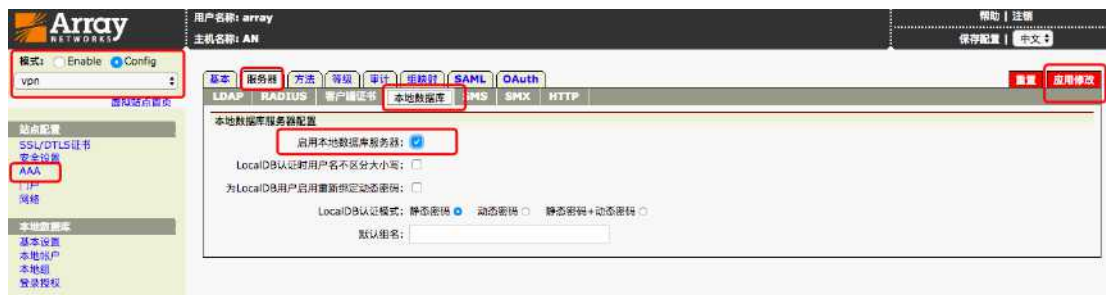 Array
NETWORKS
用户名称: array
主机名称: AN
帮助 | 注销
保存配置 | 中文
模式: Enable Config
vpn
虚拟站点首页
基本 服务器 方法 等级 审计 组映射 SAML OAuth
重置 应用修改
LDAP RADIUS 客户端证书 本地数据库 SMS SMX HTTP
站点配置
SSL/DTLS证书
安全设置
AAA
门户
网络
本地数据库
基本设置
本地帐户
本地组
登录授权
本地数据库服务器配置
启用本地数据库服务器:
LocalDB认证时用户名不区分大小写:
为LocalDB用户启用重新绑定动态密码:
LocalDB认证模式: 静态密码 动态密码 静态密码+动态密码
默认组名: